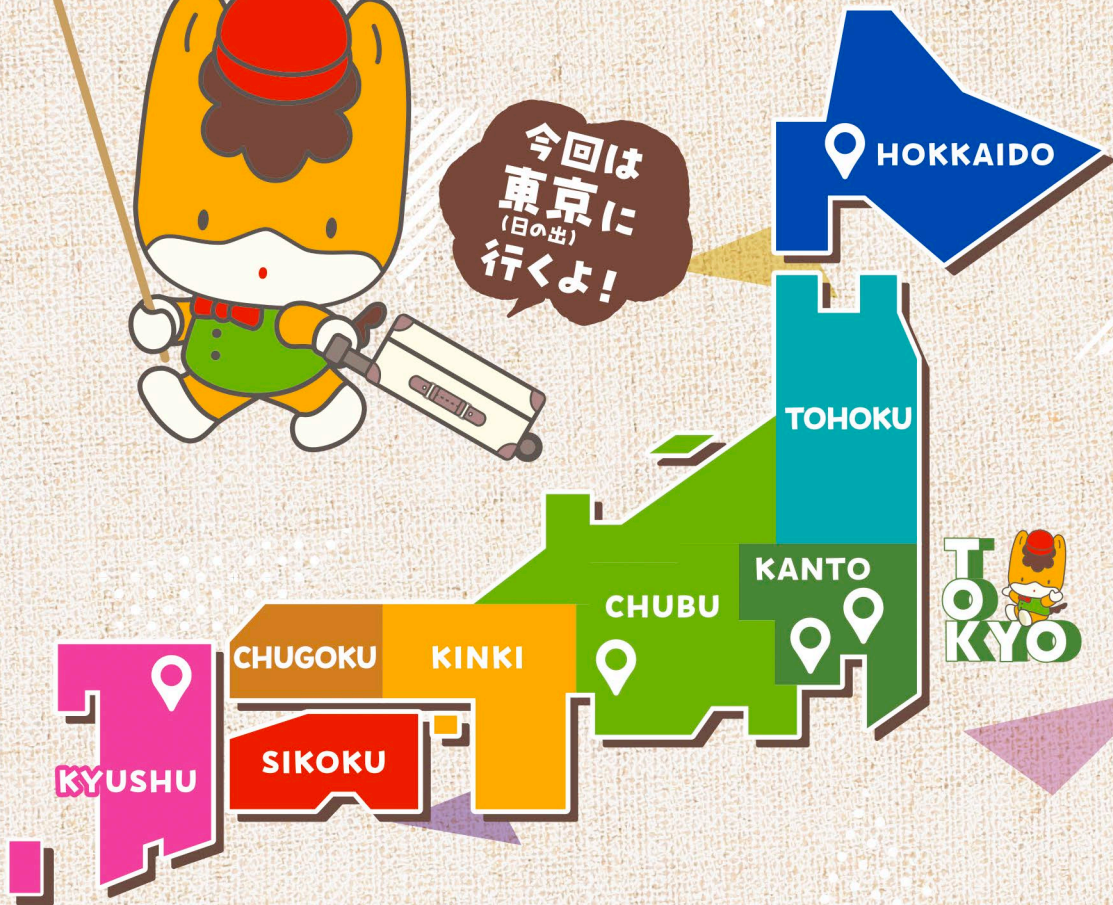 今回は
東京に
(日の出)
行くよ!
HOKKAIDO
TOHOKU
KANTO
CHUBU
TOKYO
CHUGOKU
KINKI
SIKOKU
KYUSHU